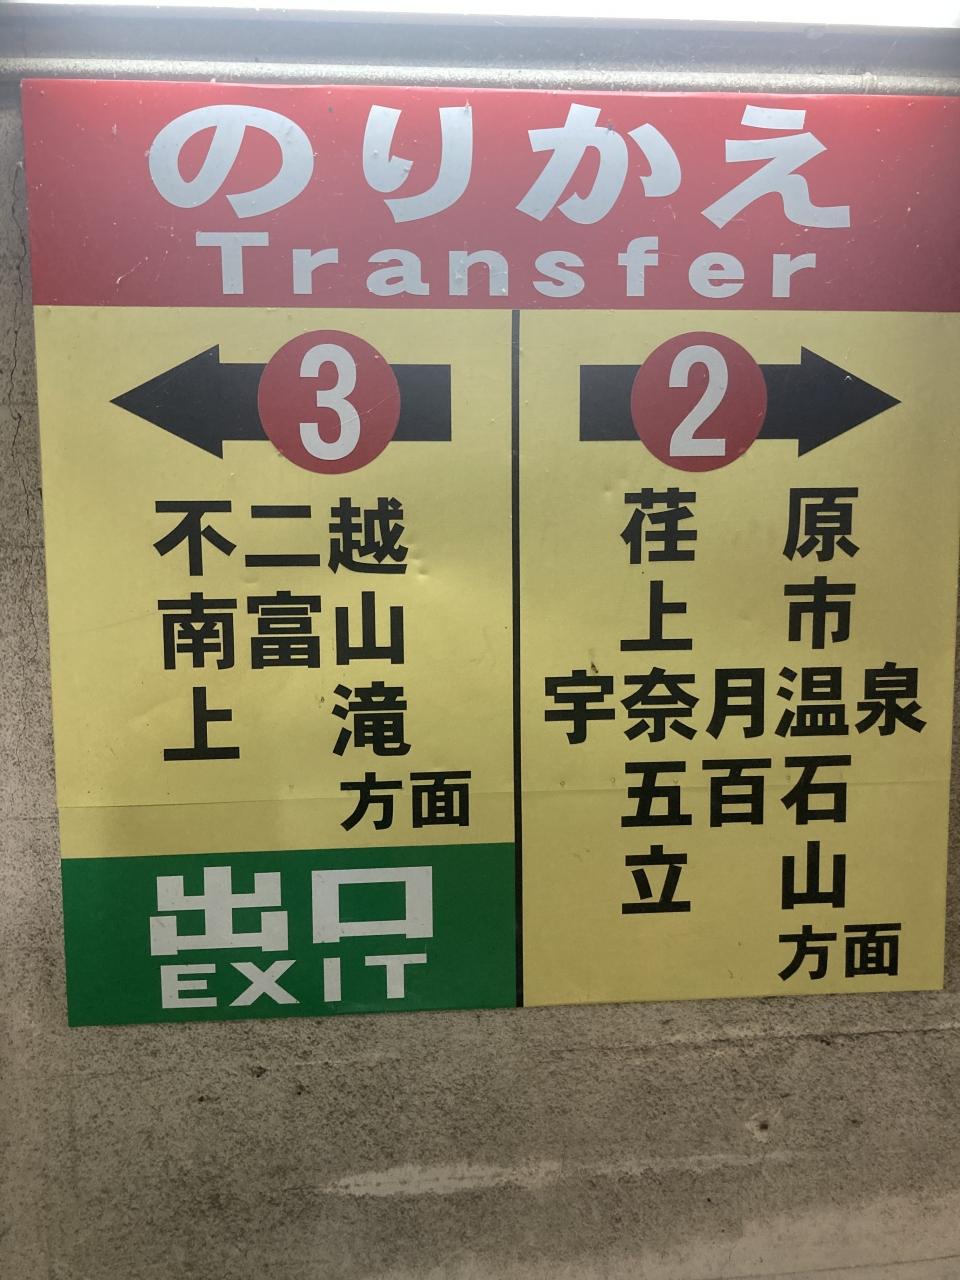 のりかえ
Transfer
3
不二越
南富山
上滝
方面
出口
EXIT
2
荏原
上市
宇奈月温泉
五百石
立山
方面